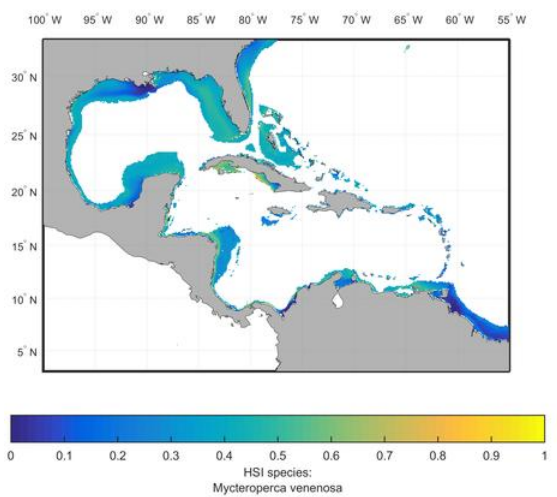 100° W 95° W 90° W 85° W 80° W 75° W 70° W 65° W 60° W 55° W
30° N
25° N
20° N
15° N
10° N
5° N
0 0.1 0.2 0.3 0.4 0.5 0.6 0.7 0.8 0.9 1
HSI species:
Mycteroperca venenosa